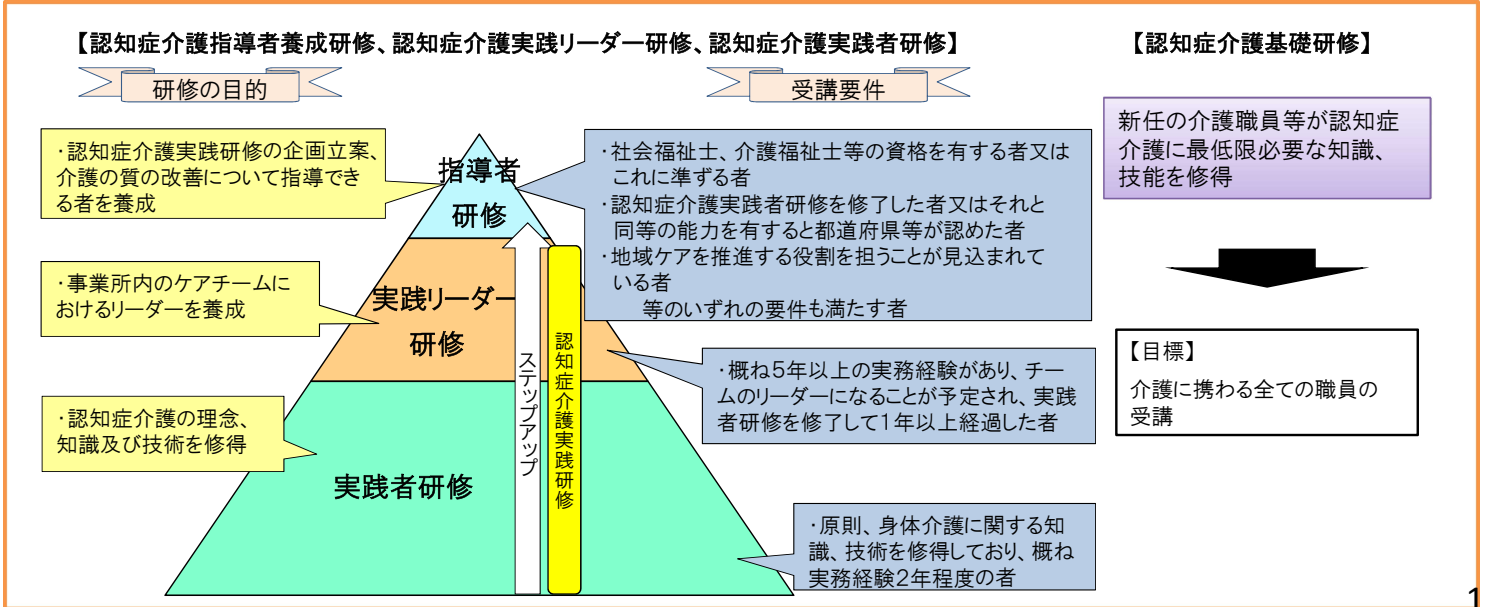 【認知症介護指導者養成研修、認知症介護実践リーダー研修、認知症介護実践者研修】
研修の目的
受講要件
・認知症介護実践研修の企画立案、
介護の質の改善について指導でき
る者を養成
・事業所内のケアチームに
おけるリーダーを養成
・認知症介護の理念、
知識及び技術を修得
指導者
研修
実践リーダー
研修
実践者研修
ステップアップ
認知症介護実践研修
・社会福祉士、介護福祉士等の資格を有する者又は
これに準ずる者
・認知症介護実践者研修を修了した者又はそれと
同等の能力を有すると都道府県等が認めた者
・地域ケアを推進する役割を担うことが見込まれて
いる者
等のいずれの要件も満たす者
・概ね5年以上の実務経験があり、チー
ムのリーダーになることが予定され、実践
者研修を修了して1年以上経過した者
・原則、身体介護に関する知
識、技術を修得しており、概ね
実務経験2年程度の者
【認知症介護基礎研修】
新任の介護職員等が認知症
介護に最低限必要な知識、
技能を修得
【目標】
介護に携わる全ての職員の
受講
1